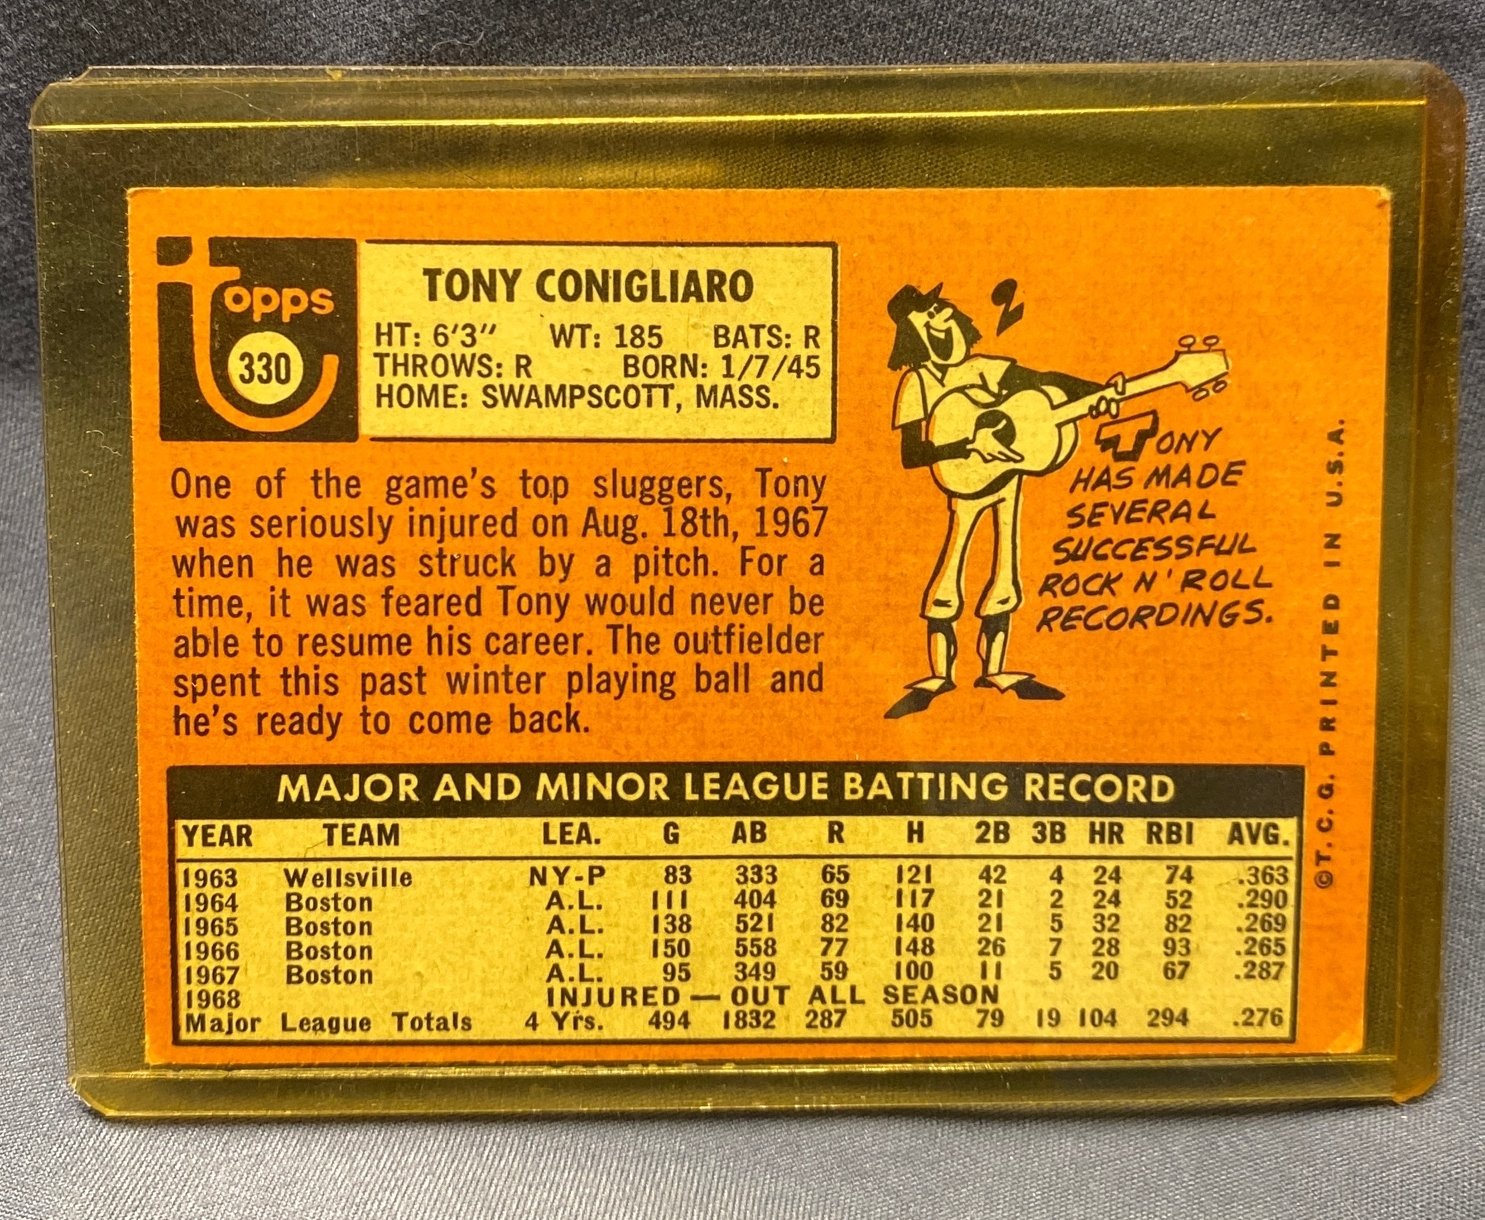 topps
330
TONY CONIGLIARO
HT: 6'3" WT: 185 BATS: R
THROWS: R BORN: 1/7/45
HOME: SWAMPSCOTT, MASS.
One of the game's top sluggers, Tony
was seriously injured on Aug. 18th, 1967
when he was struck by a pitch. For a
time, it was feared Tony would never be
able to resume his career. The outfielder
spent this past winter playing ball and
he's ready to come back.
TONY
HAS MADE
SEVERAL
SUCCESSFUL
ROCK N' ROLL
RECORDINGS.
MAJOR AND MINOR LEAGUE BATTING RECORD
YEAR TEAM LEA. G AB R H 2B 3B HR RBI AVG.
1963 Wellsville NY-P 83 333 65 121 42 4 24 74 .363
1964 Boston A.L. 111 404 69 117 21 2 24 52 .290
1965 Boston A.L. 138 521 82 140 21 5 32 82 .269
1966 Boston A.L. 150 558 77 148 26 7 28 93 .265
1967 Boston A.L. 95 349 59 100 11 5 20 67 .287
1968 INJURED — OUT ALL SEASON
Major League Totals 4 Yrs. 494 1832 287 505 79 19 104 294 .276
©T.C.G. PRINTED IN U.S.A.